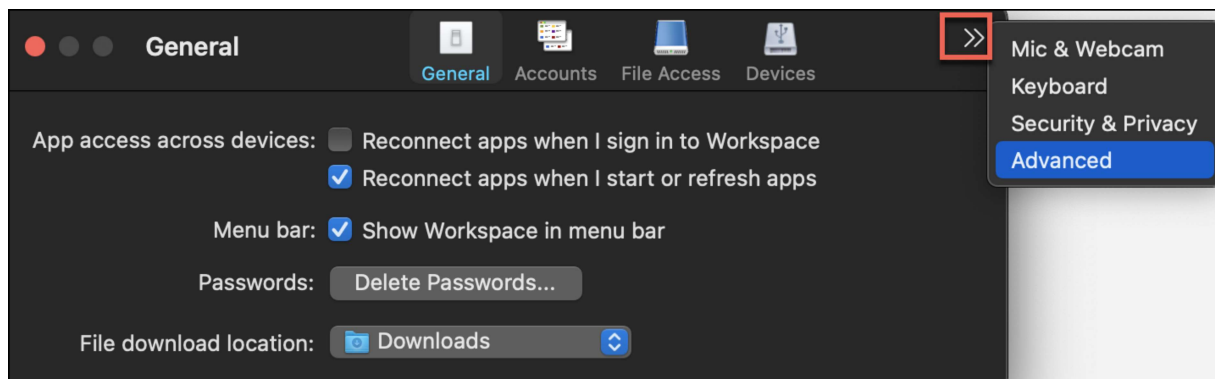 General
General
Accounts
File Access
Devices
Mic & Webcam
Keyboard
Security & Privacy
Advanced
App access across devices: Reconnect apps when I sign in to Workspace
Reconnect apps when I start or refresh apps
Menu bar: Show Workspace in menu bar
Passwords: Delete Passwords...
File download location: Downloads